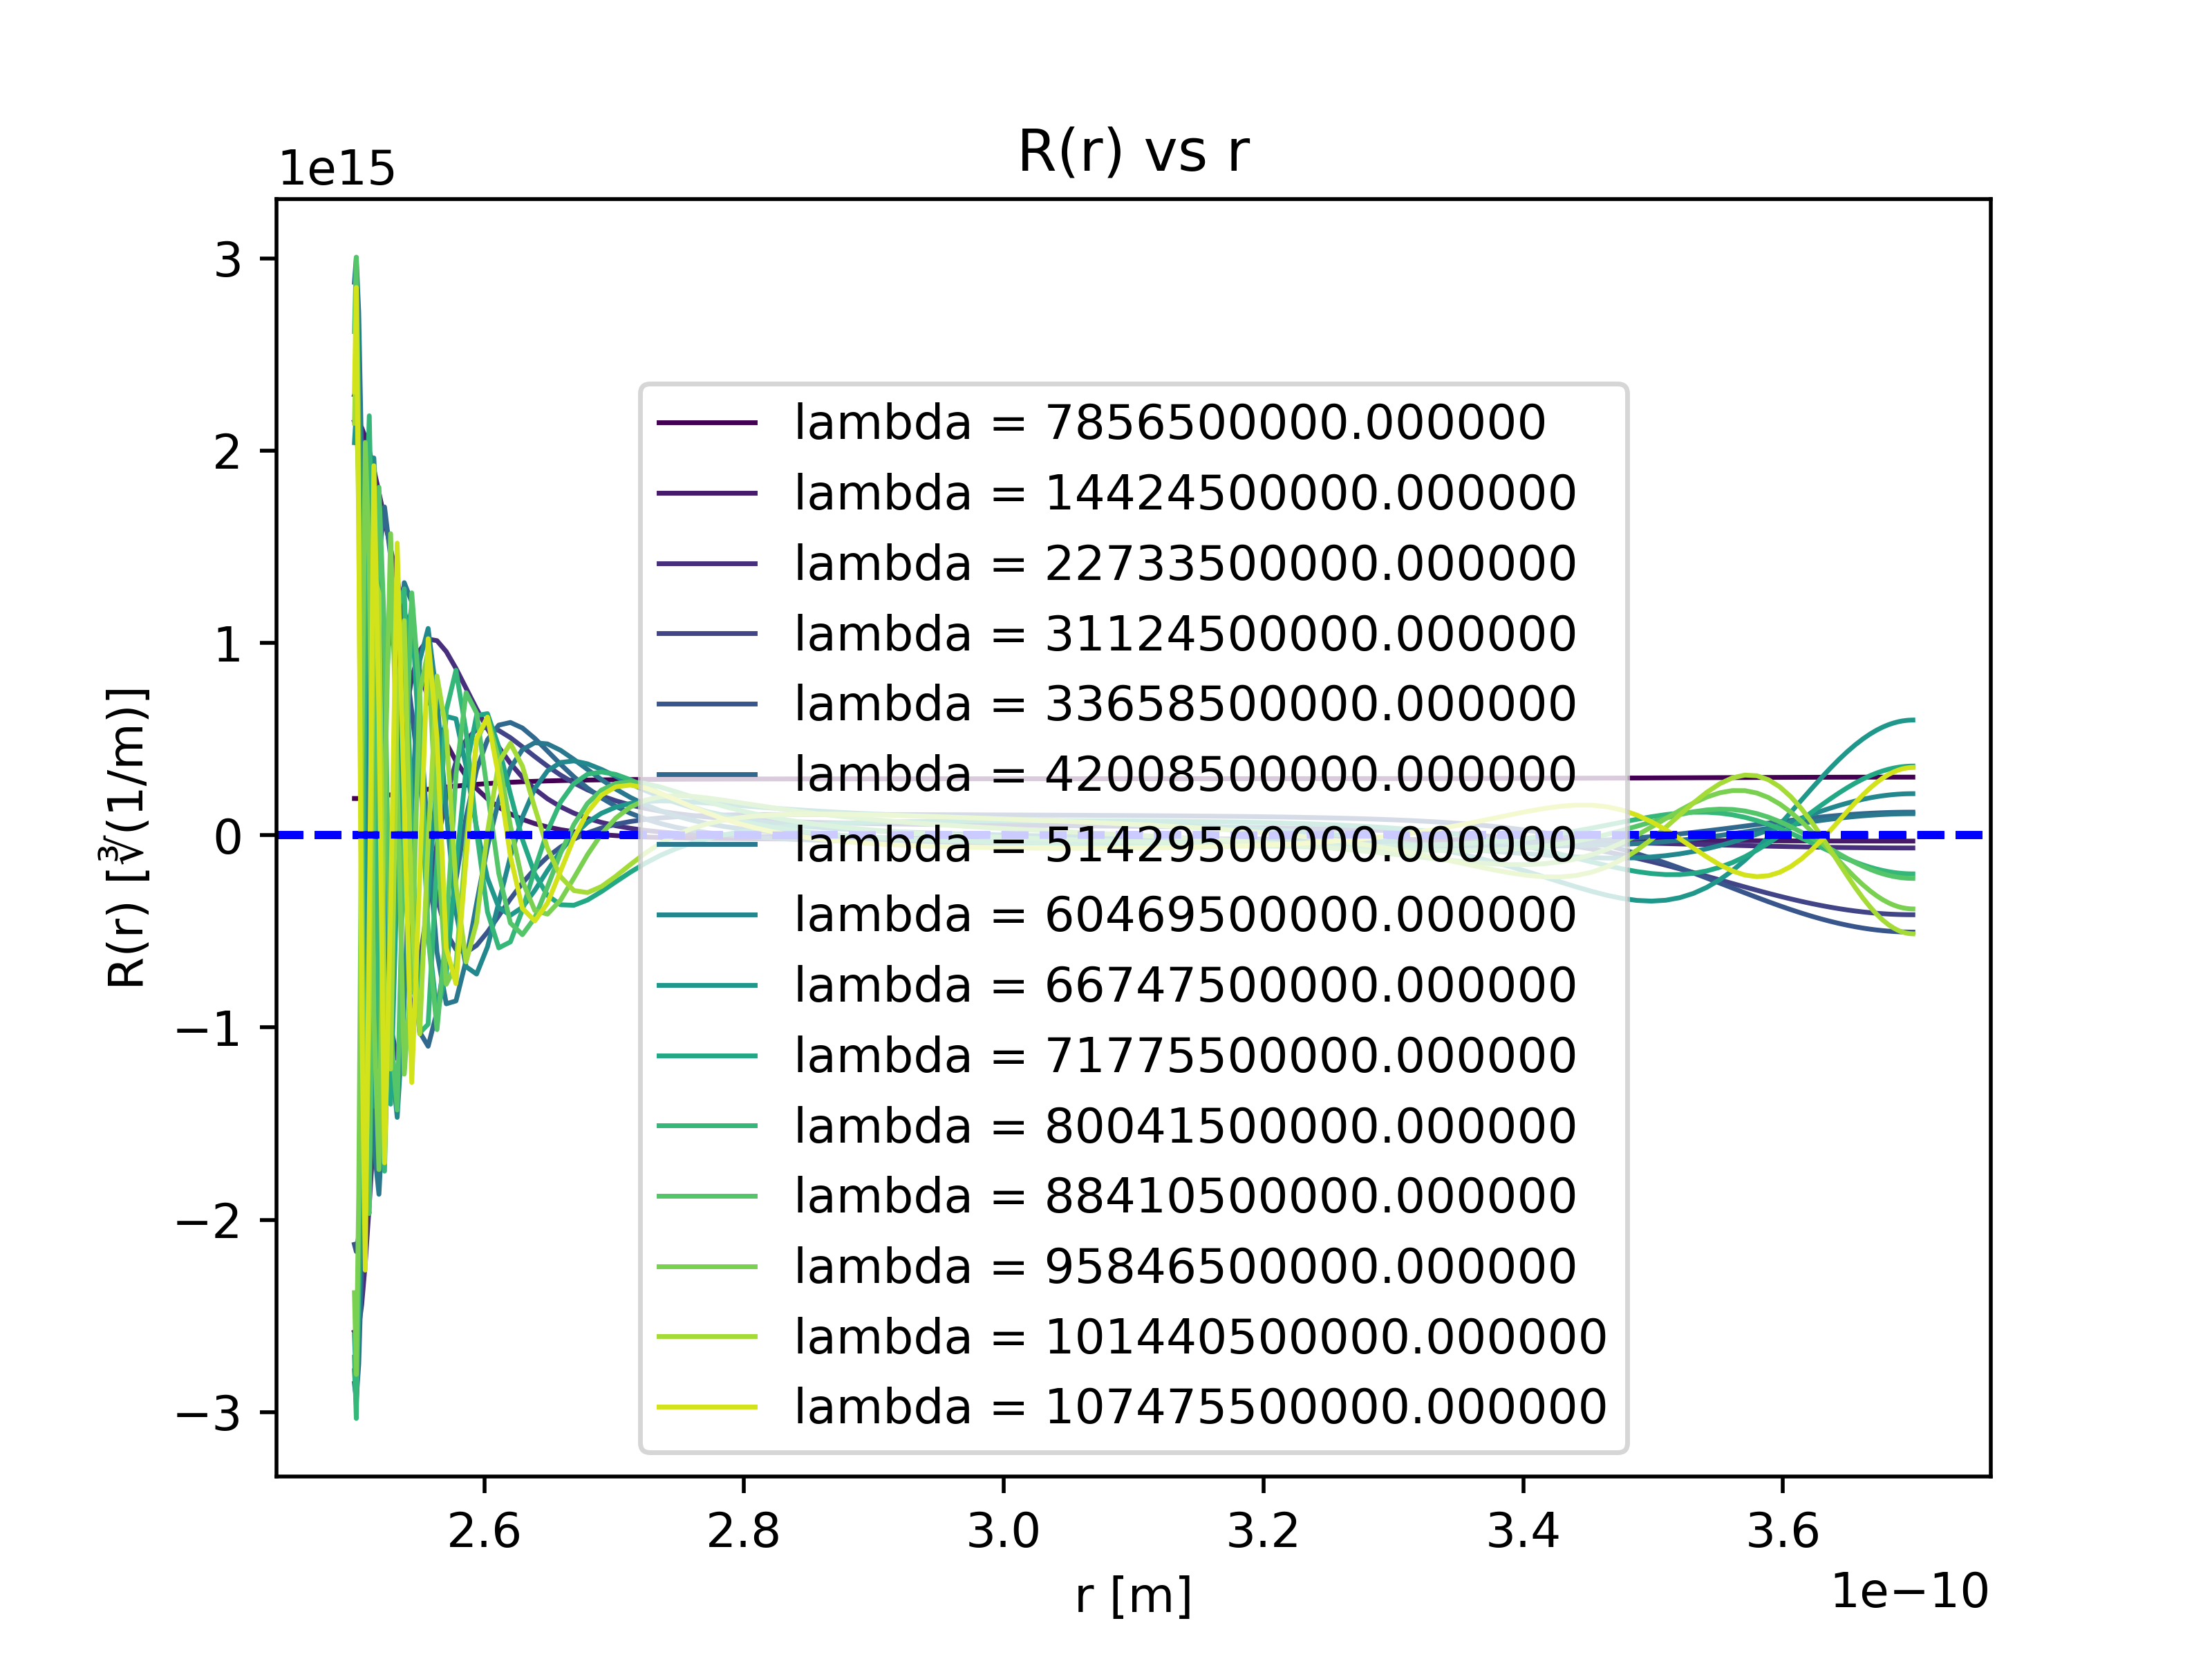 R(r) vs r
1e15
3
2
1
0
−1
−2
−3
R(r) [∛(1/m)]
lambda = 7856500000.000000
lambda = 14424500000.000000
lambda = 22733500000.000000
lambda = 31124500000.000000
lambda = 33658500000.000000
lambda = 42008500000.000000
lambda = 51429500000.000000
lambda = 60469500000.000000
lambda = 66747500000.000000
lambda = 71775500000.000000
lambda = 80041500000.000000
lambda = 88410500000.000000
lambda = 95846500000.000000
lambda = 101440500000.000000
lambda = 107475500000.000000
2.6 2.8 3.0 3.2 3.4 3.6
1e−10
r [m]